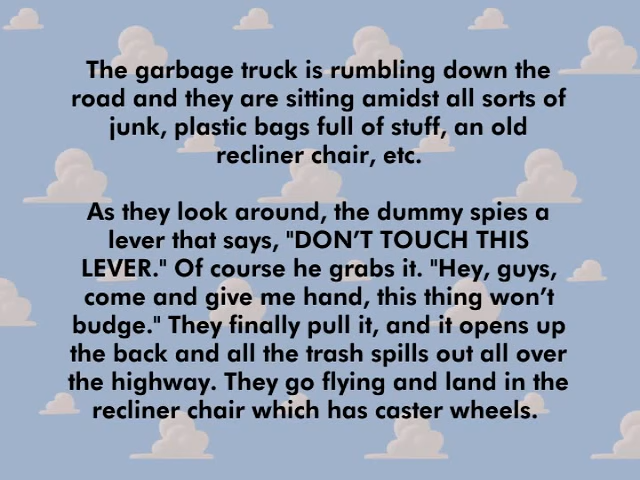 The garbage truck is rumbling down the
road and they are sitting amidst all sorts of
junk, plastic bags full of stuff, an old
recliner chair, etc.
As they look around, the dummy spies a
lever that says, "DON’T TOUCH THIS
LEVER." Of course he grabs it. "Hey, guys,
come and give me hand, this thing won’t
budge." They finally pull it, and it opens up
the back and all the trash spills out all over
the highway. They go flying and land in the
recliner chair which has caster wheels.